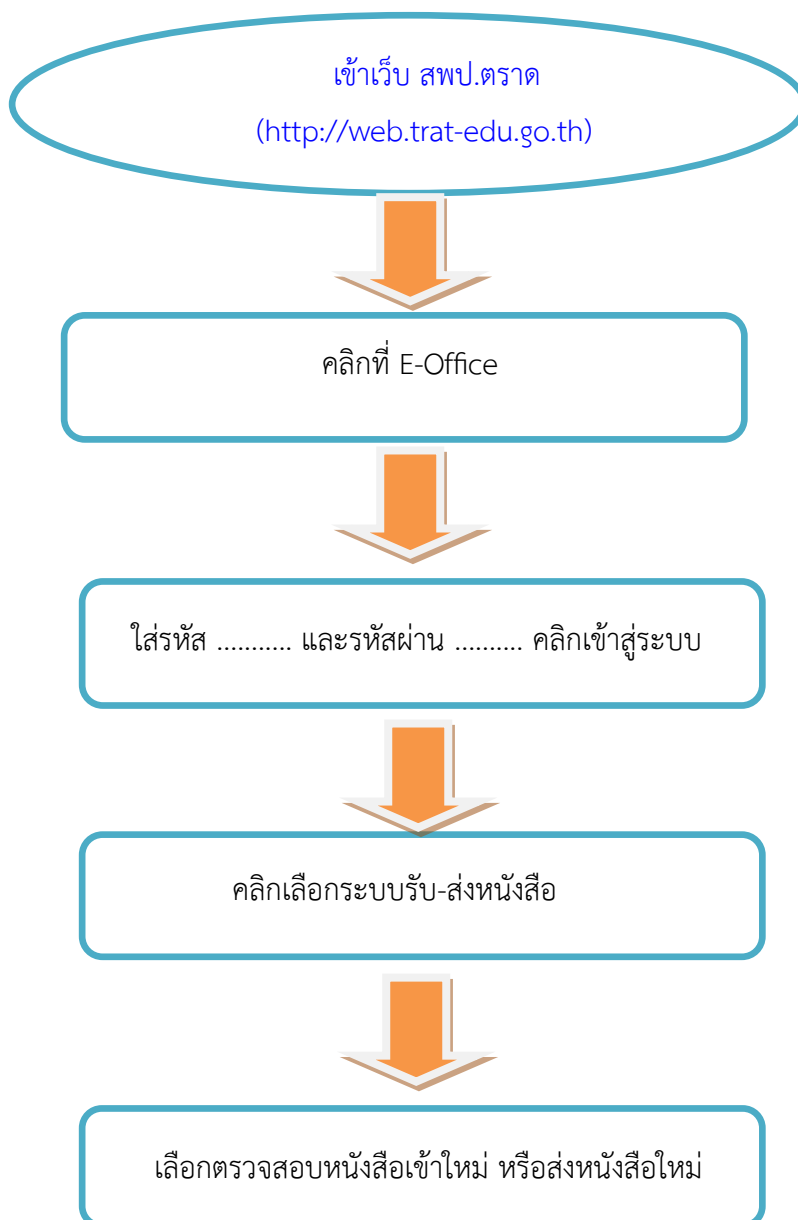 เข้าเว็บ สพป.ตราด
(http://web.trat-edu.go.th)
คลิกที่ E-Office
ใส่รหัส ........... และรหัสผ่าน .......... คลิกเข้าสู่ระบบ
คลิกเลือกระบบรับ-ส่งหนังสือ
เลือกตรวจสอบหนังสือเข้าใหม่ หรือส่งหนังสือใหม่